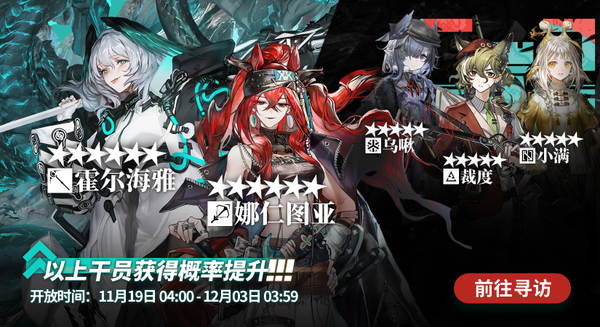 霍尔海雅
娜仁图亚
乌啾
裁度
小满
以上干员获得概率提升!!!
开放时间：11月19日 04:00 - 12月03日 03:59
前往寻访